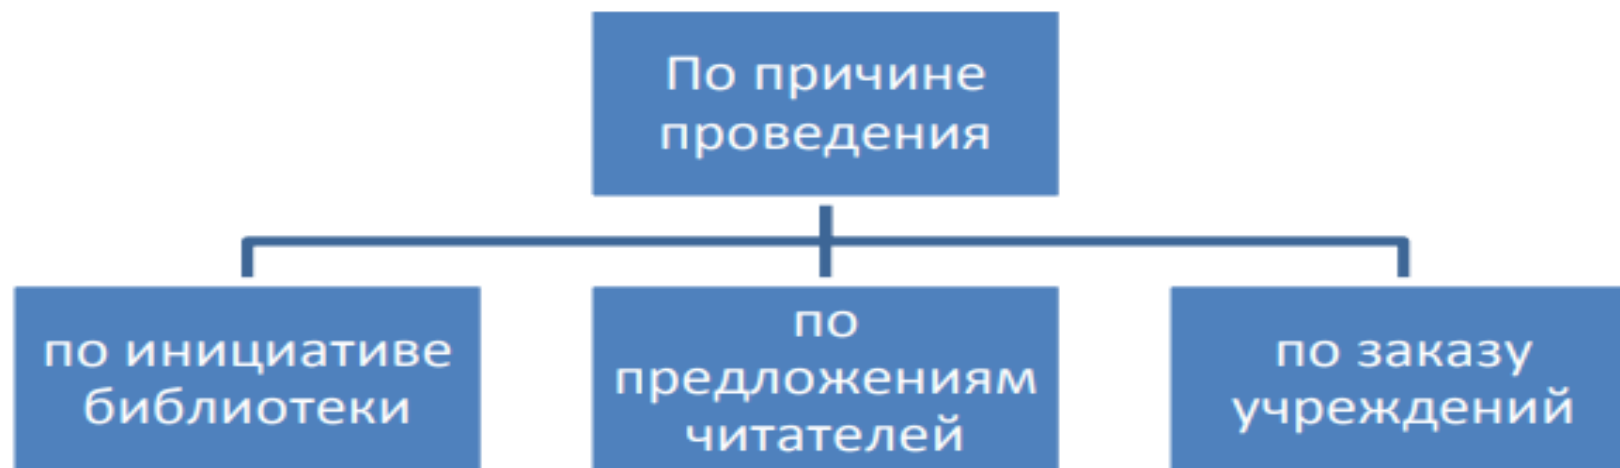 По причине
проведения
по инициативе
библиотеки
по
предложениям
читателей
по заказу
учреждений